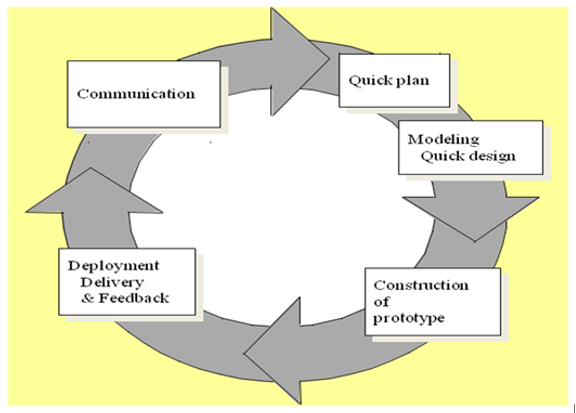 Communication
Quick plan
Modeling
Quick design
Construction
of
prototype
Deployment
Delivery
& Feedback